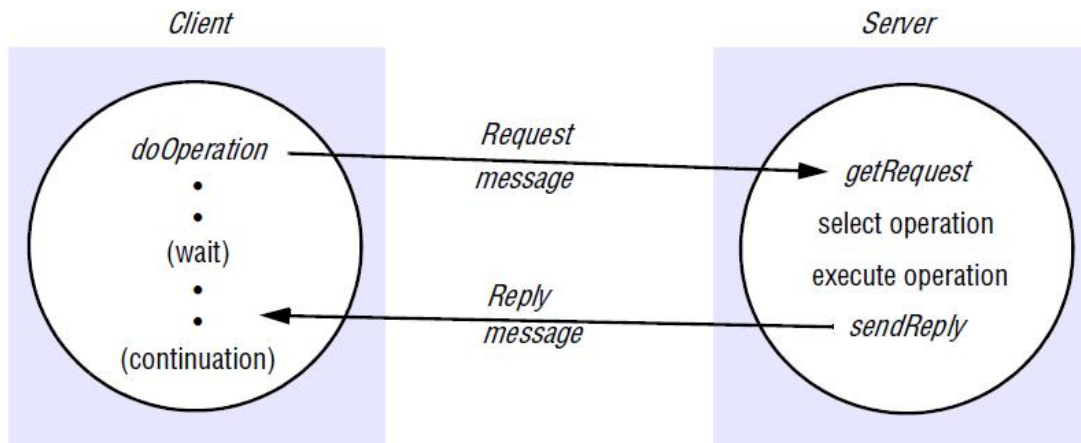 Client
Server
doOperation
•
•
(wait)
•
•
(continuation)
Request
message
Reply
message
getRequest
select operation
execute operation
sendReply